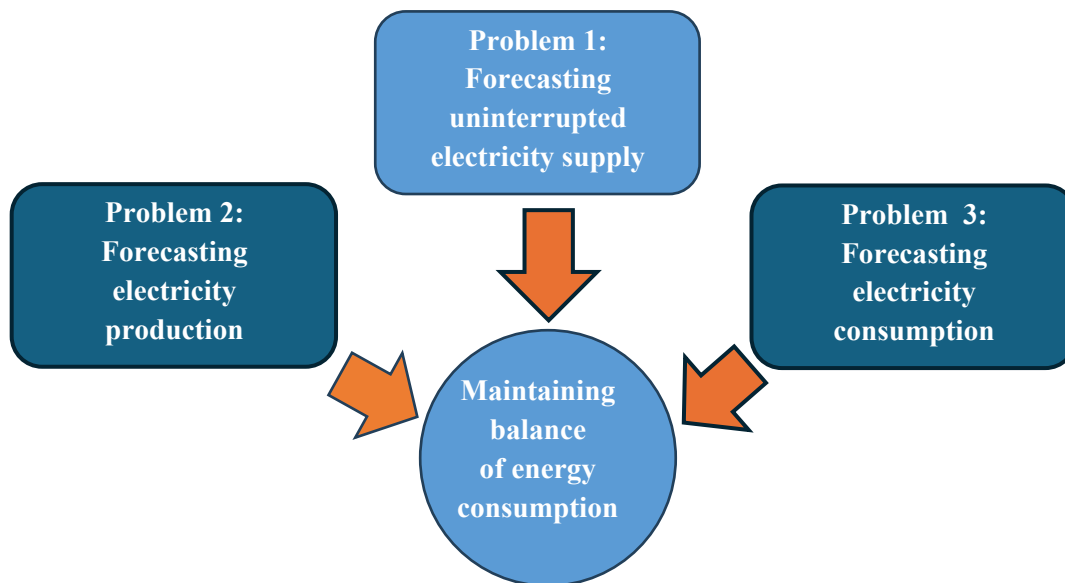 Problem 1:
Forecasting
uninterrupted
electricity supply
Problem 2:
Forecasting
electricity
production
Problem  3:
Forecasting
electricity
consumption
Maintaining
balance
of energy
consumption